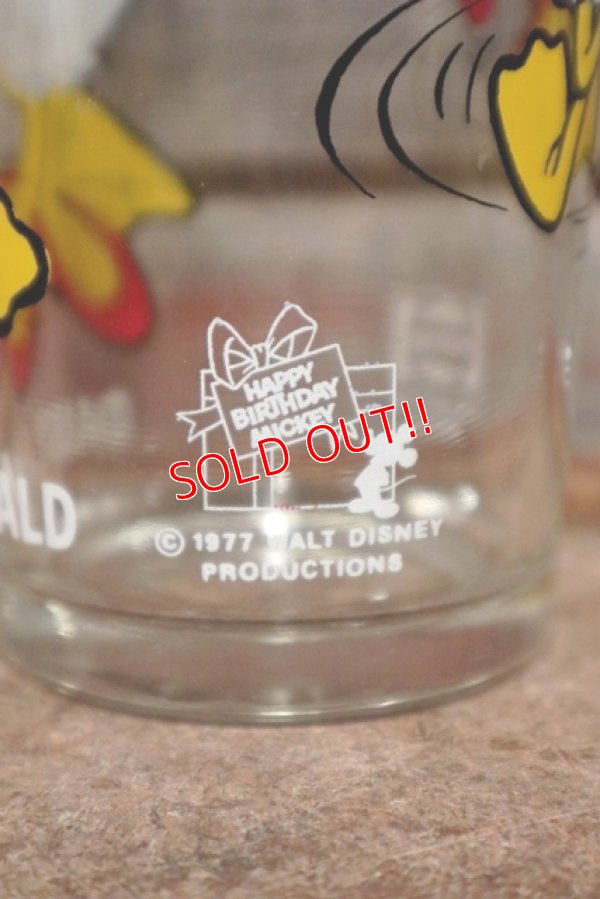 HAPPY
BIRTHDAY
MICKEY
SOLD OUT!!
ALD
© 1977 WALT DISNEY
PRODUCTIONS